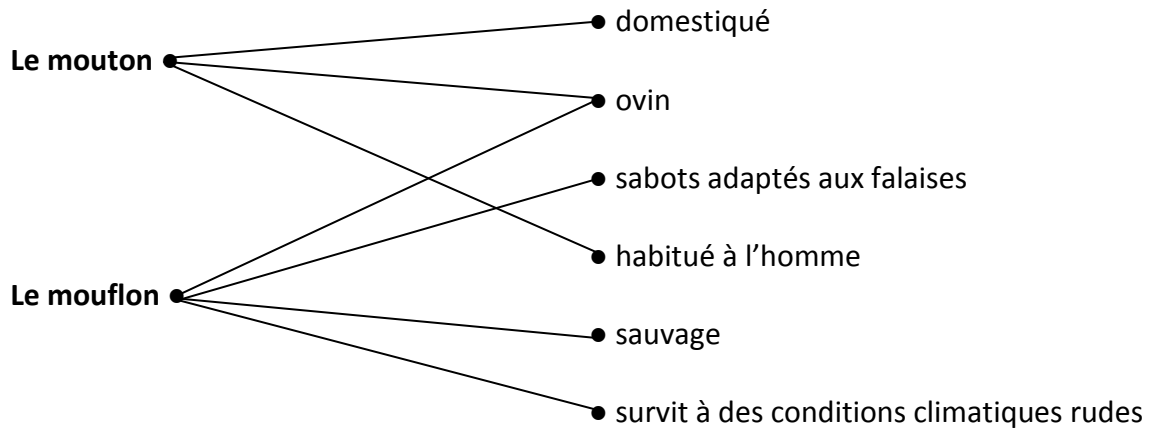 domestiqué
Le mouton
ovin
sabots adaptés aux falaises
habitué à l’homme
Le mouflon
sauvage
survit à des conditions climatiques rudes